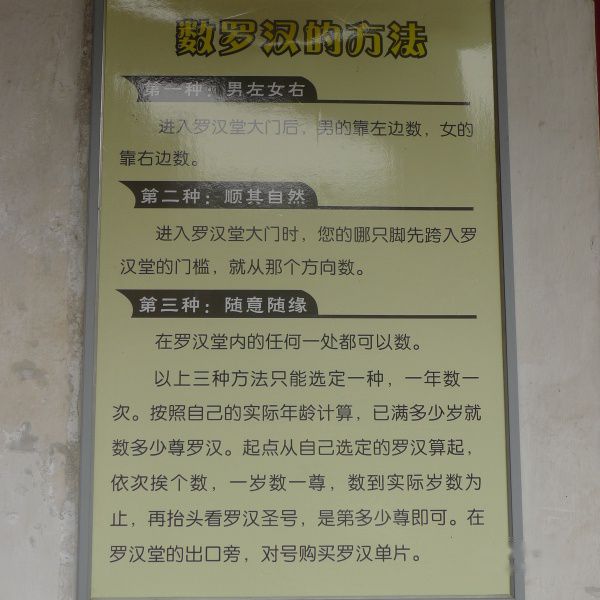 数罗汉的方法
第一种：男左女右
进入罗汉堂大门后，男的靠左边数，女的
靠右边数。
第二种：顺其自然
进入罗汉堂大门时，您的哪只脚先跨入罗
汉堂的门槛，就从那个方向数。
第三种：随意随缘
在罗汉堂内的任何一处都可以数。
以上三种方法只能选定一种，一年数一
次。按照自己的实际年龄计算，已满多少岁就
数多少尊罗汉。起点从自己选定的罗汉算起，
依次挨个数，一岁数一尊，数到实际岁数为
止，再抬头看罗汉圣号，是第多少尊即可。在
罗汉堂的出口旁，对号购买罗汉单片。